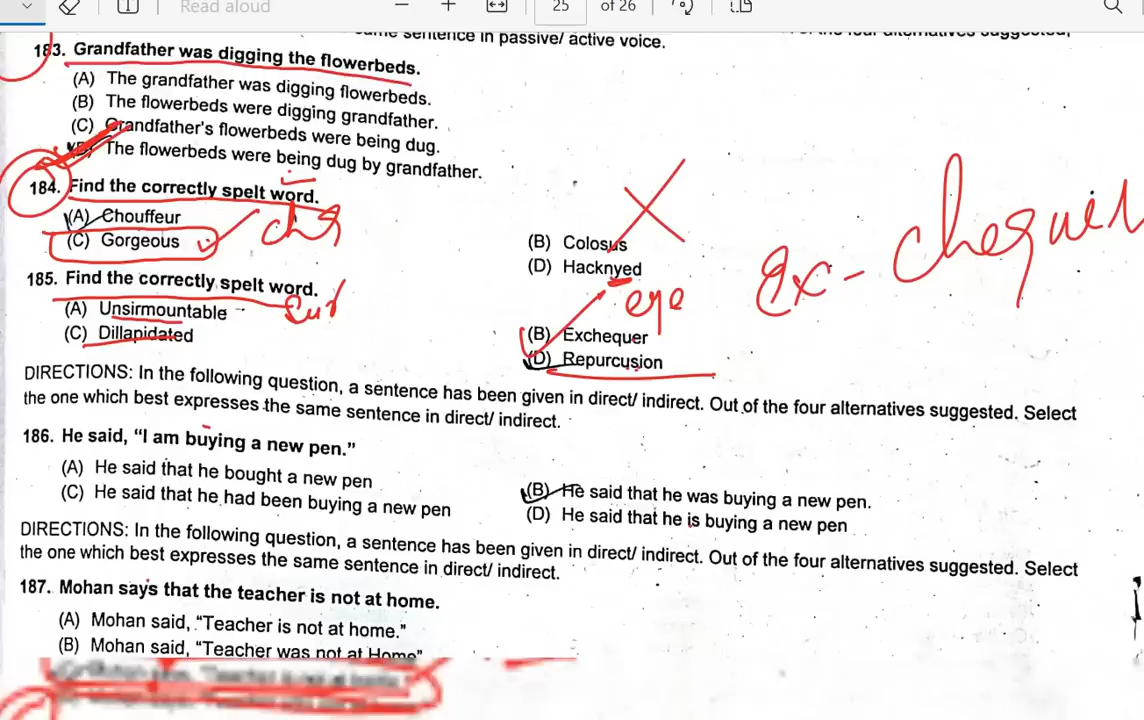 Read aloud
25 of 26
same sentence in passive/ active voice.
183. Grandfather was digging the flowerbeds.
(A) The grandfather was digging flowerbeds.
(B) The flowerbeds were digging grandfather.
(C) Grandfather's flowerbeds were being dug.
(D) The flowerbeds were being dug by grandfather.
184. Find the correctly spelt word.
(A) Chouffeur
(B) Colosus
(C) Gorgeous
(D) Hacknyed
eye
Ex-chequer
185. Find the correctly spelt word.
Sur
(A) Unsirmountable
(B) Exchequer
(C) Dillapidated
(D) Repurcusion
DIRECTIONS: In the following question, a sentence has been given in direct/ indirect. Out of the four alternatives suggested. Select
the one which best expresses the same sentence in direct/ indirect.
186. He said, “I am buying a new pen.”
(A) He said that he bought a new pen
(B) He said that he was buying a new pen.
(C) He said that he had been buying a new pen
(D) He said that he is buying a new pen
DIRECTIONS: In the following question, a sentence has been given in direct/ indirect. Out of the four alternatives suggested. Select
the one which best expresses the same sentence in direct/ indirect.
187. Mohan says that the teacher is not at home.
(A) Mohan said, “Teacher is not at home.”
(B) Mohan said, “Teacher was not at Home”